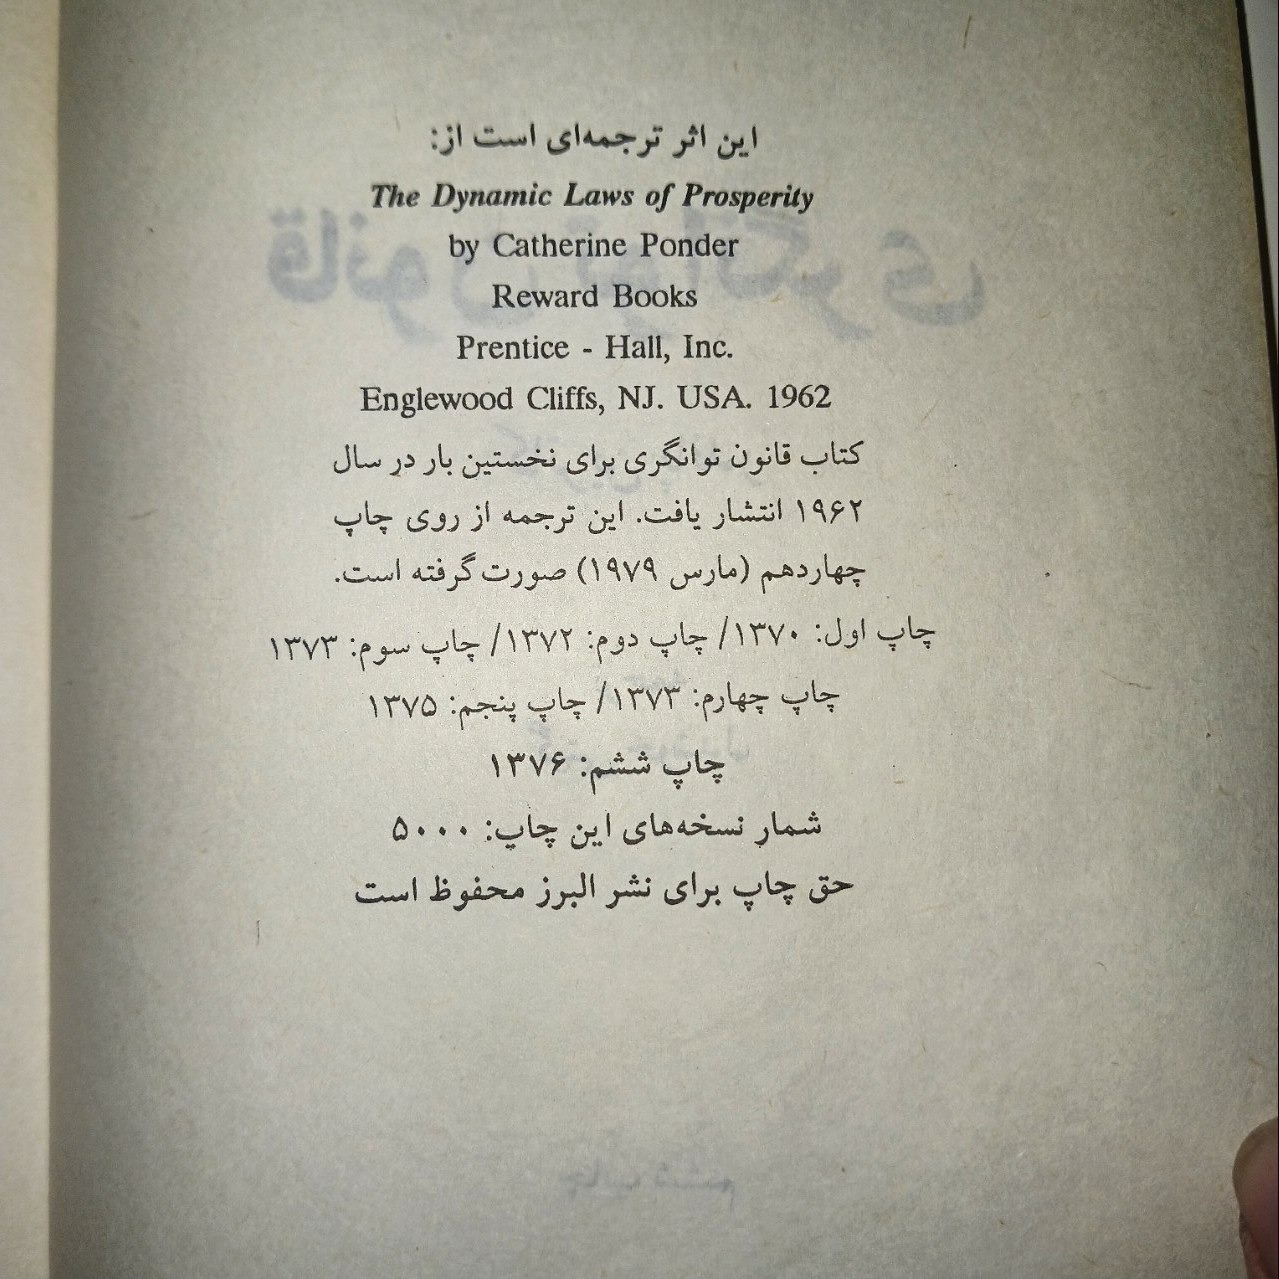 این اثر ترجمه‌ای است از:
The Dynamic Laws of Prosperity
by Catherine Ponder
Reward Books
Prentice - Hall, Inc.
Englewood Cliffs, NJ. USA. 1962
کتاب قانون توانگری برای نخستین بار در سال
۱۹۶۲ انتشار یافت. این ترجمه از روی چاپ
چهاردهم (مارس ۱۹۷۹) صورت گرفته است.
چاپ اول: ۱۳۷۰/ چاپ دوم: ۱۳۷۲/ چاپ سوم: ۱۳۷۳
چاپ چهارم: ۱۳۷۳/ چاپ پنجم: ۱۳۷۵
چاپ ششم: ۱۳۷۶
شمار نسخه‌های این چاپ: ۵۰۰۰
حق چاپ برای نشر البرز محفوظ است